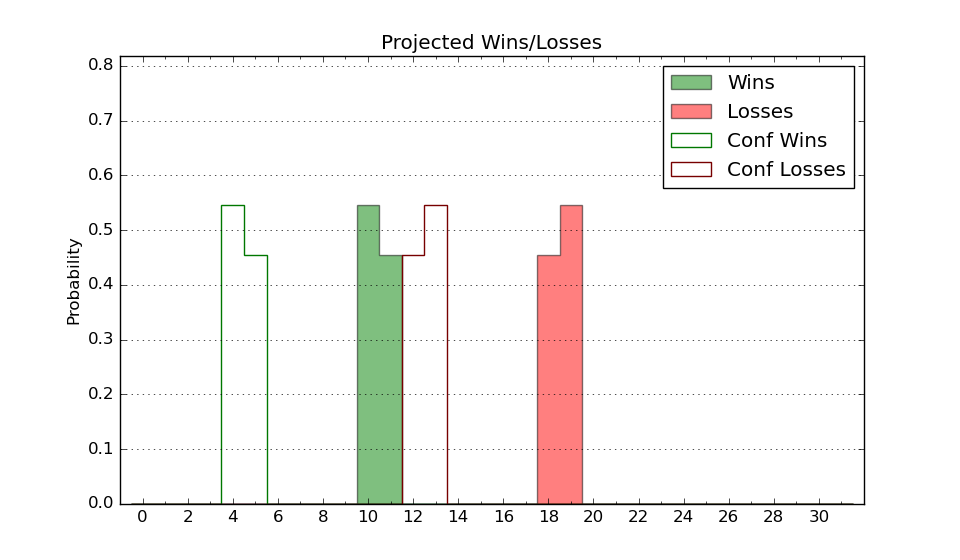 Projected Wins/Losses
0.8
0.7
0.6
0.5
0.4
0.3
0.2
0.1
0.0
Probability
Wins
Losses
Conf Wins
Conf Losses
0 2 4 6 8 10 12 14 16 18 20 22 24 26 28 30